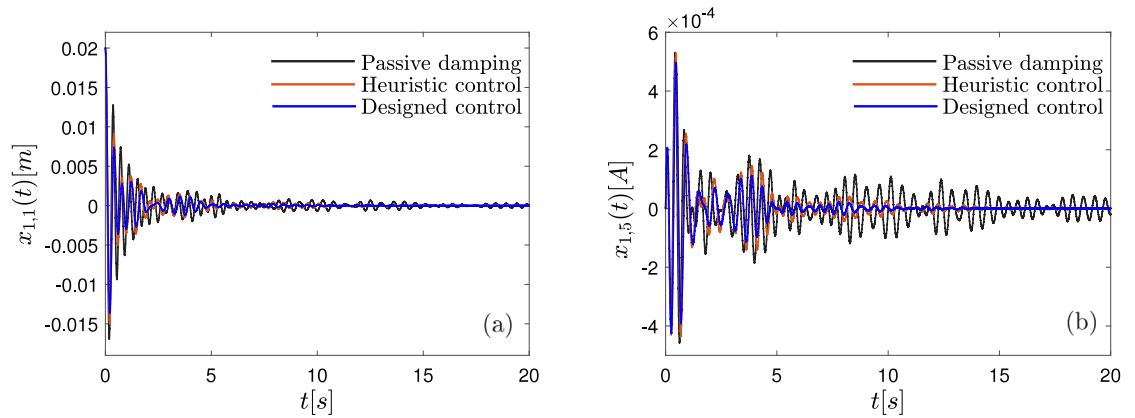 0.02
0.015
0.01
0.005
0
-0.005
-0.01
-0.015
x1,1(t)[m]
Passive damping
Heuristic control
Designed control
(a)
0 5 10 15 20
t[s]
×10⁻⁴
6
4
2
0
-2
-4
x1,5(t)[A]
Passive damping
Heuristic control
Designed control
(b)
0 5 10 15 20
t[s]